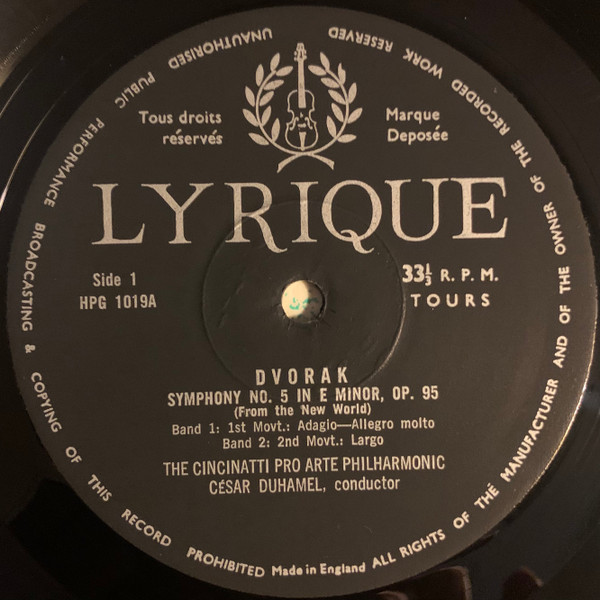 Tous droits
réservés
Marque
Deposée
LYRIQUE
Side 1
HPG 1019A
33⅓ R. P. M.
TOURS
DVORAK
SYMPHONY NO. 5 IN E MINOR, OP. 95
(From the New World)
Band 1: 1st Movt.: Adagio—Allegro molto
Band 2: 2nd Movt.: Largo
THE CINCINATTI PRO ARTE PHILHARMONIC
CÉSAR DUHAMEL, conductor
Made in England
ALL RIGHTS OF THE MANUFACTURER AND OF THE OWNER OF THE RECORDED WORK RESERVED
UNAUTHORISED PUBLIC PERFORMANCE BROADCASTING & COPYING OF THIS RECORD PROHIBITED